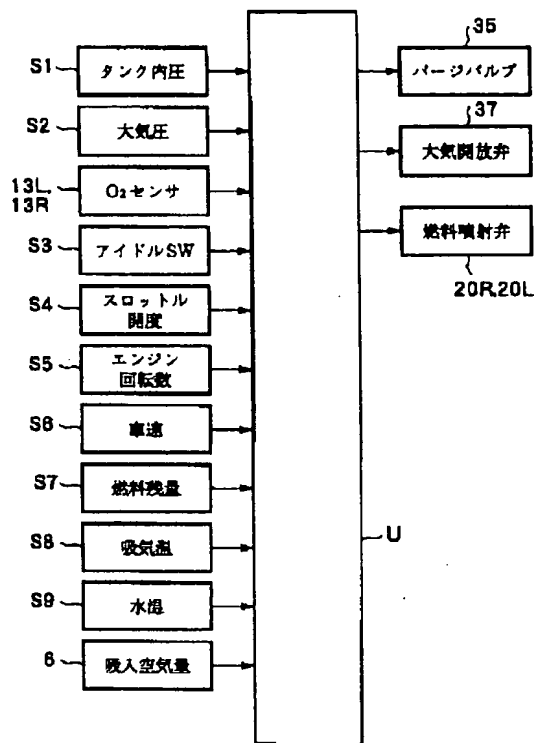 S1
タンク内圧
S2
大気圧
13L,
13R
O₂センサ
S3
アイドルSW
S4
スロットル
開度
S5
エンジン
回転数
S6
車速
S7
燃料残量
S8
吸気温
S9
水温
6
吸入空気量
U
35
パージバルブ
37
大気開放弁
燃料噴射弁
20R,20L